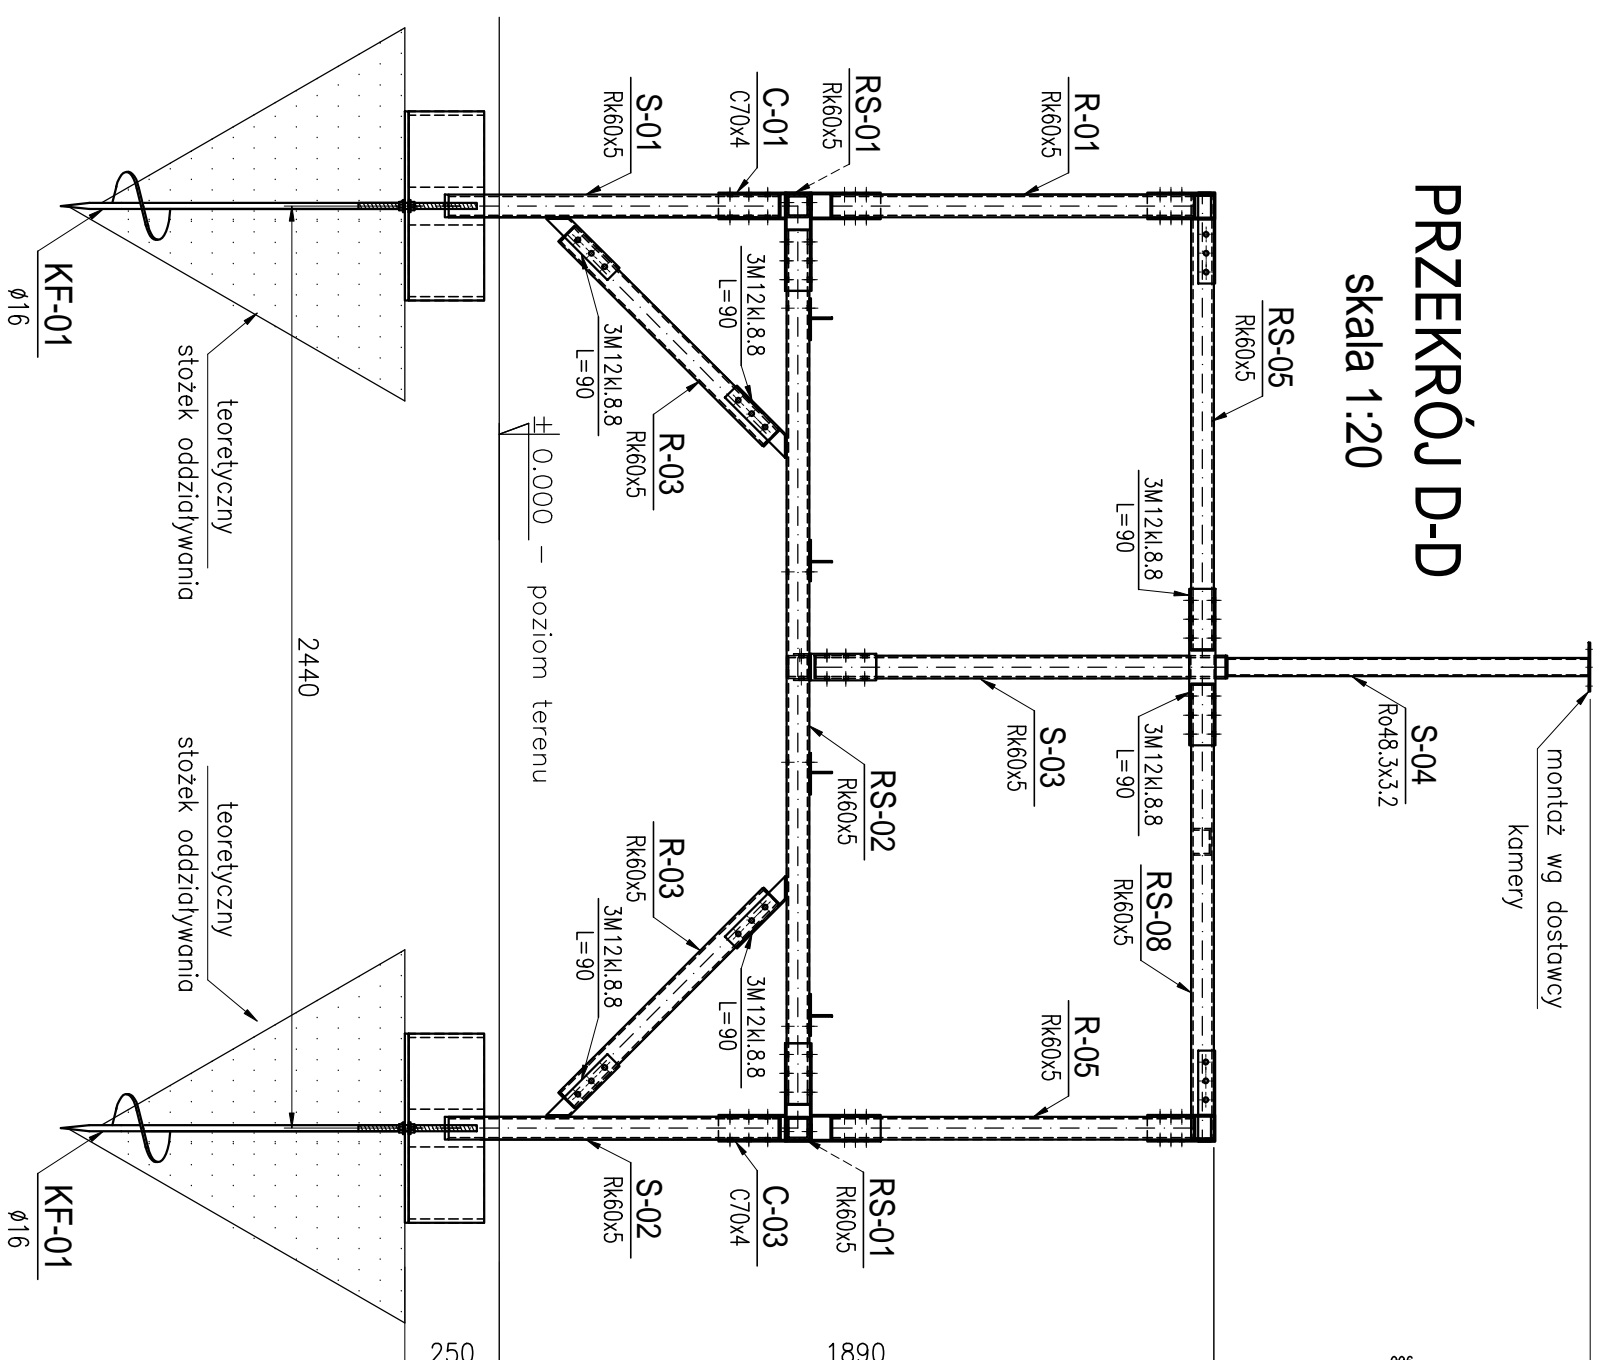 PRZEKRÓJ D-D
skala 1:20
montaż wg dostawcy
kamery
S-04
Ro48.3x3.2
RS-05
Rk60x5
3M12kl.8.8
L=90
3M12kl.8.8
L=90
RS-08
Rk60x5
R-01
Rk60x5
S-03
Rk60x5
R-05
Rk60x5
RS-01
Rk60x5
RS-02
Rk60x5
RS-01
Rk60x5
C-01
C70x4
3M12kl.8.8
L=90
3M12kl.8.8
L=90
C-03
C70x4
S-01
Rk60x5
R-03
Rk60x5
R-03
Rk60x5
S-02
Rk60x5
3M12kl.8.8
L=90
3M12kl.8.8
L=90
± 0.000 - poziom terenu
2440
teoretyczny
stożek oddziaływania
teoretyczny
stożek oddziaływania
KF-01
ø16
KF-01
ø16
1890
250